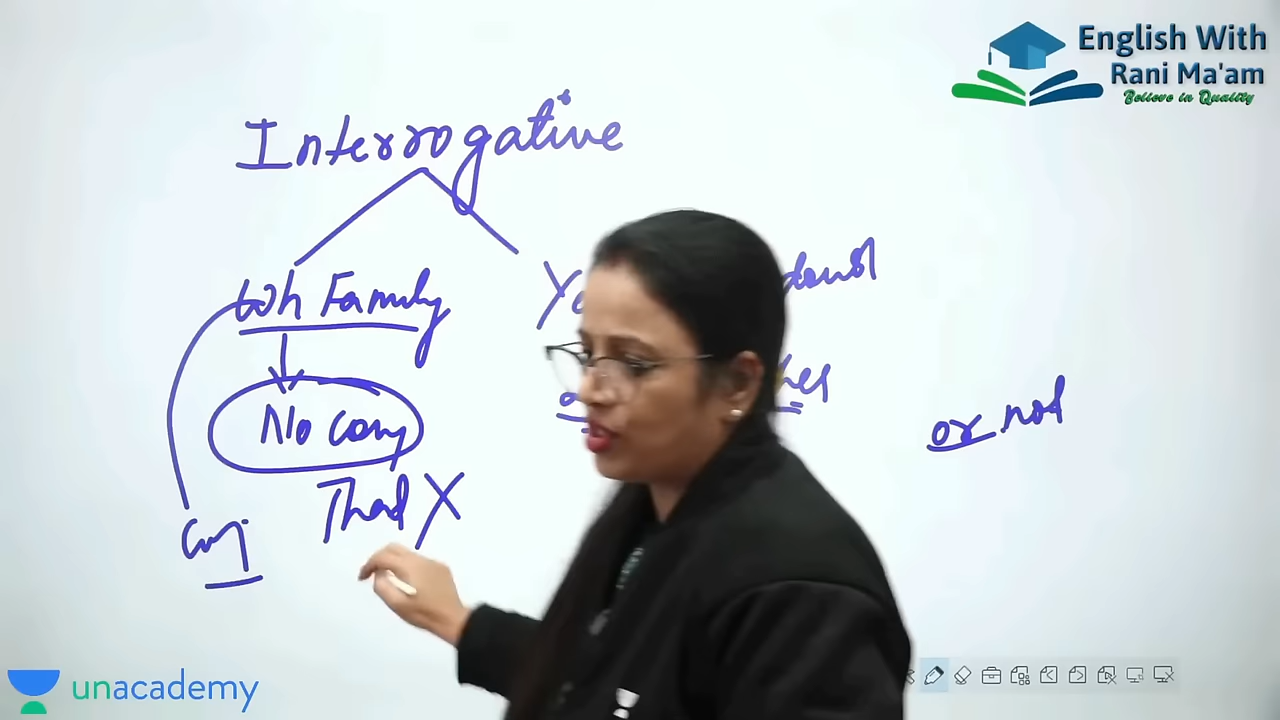 English With
Rani Ma'am
Believe in Quality
Interrogative
Wh Family
No conj
That X
Conj
or not
unacademy